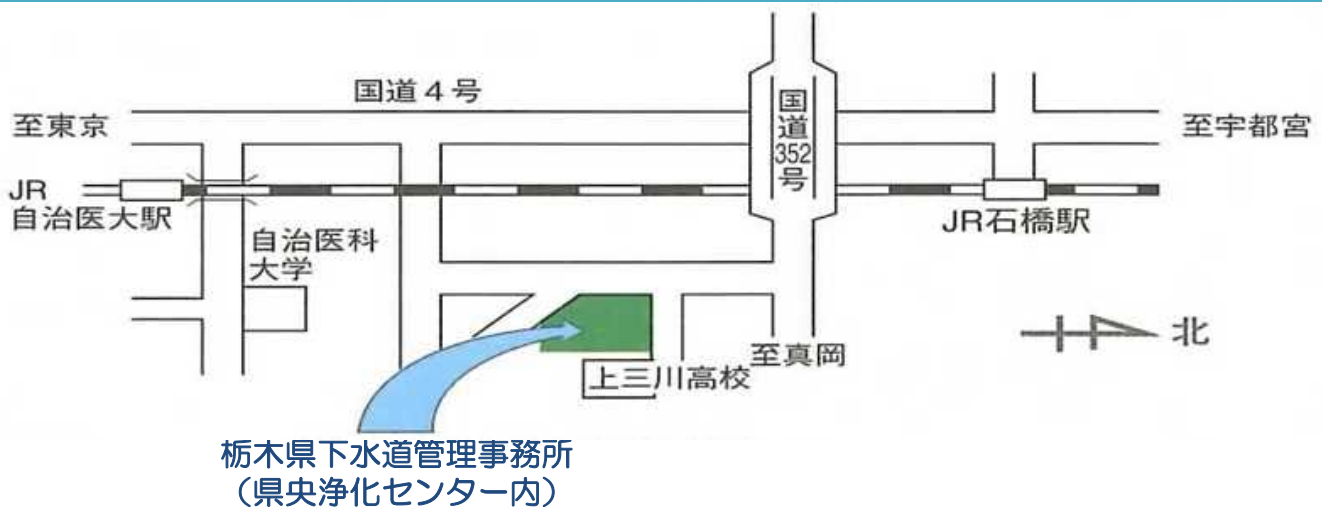 国道４号
至東京
国道352号
至宇都宮
JR
自治医大駅
JR石橋駅
自治医科
大学
北
至真岡
上三川高校
栃木県下水道管理事務所
（県央浄化センター内）